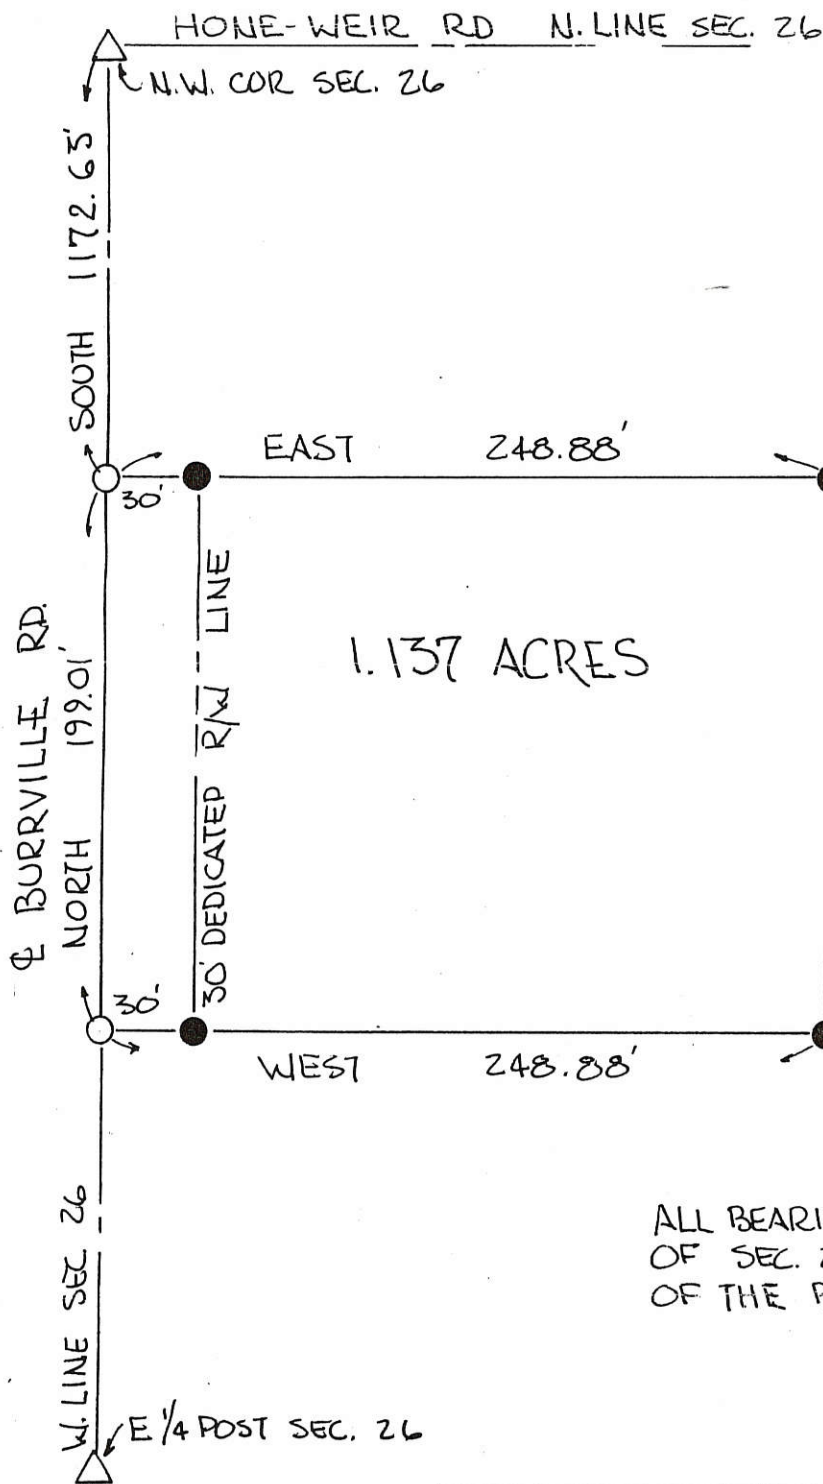 HONE-WEIR RD N. LINE SEC. 26
N.W. COR SEC. 26
SOUTH 1172.65'
EAST 248.88'
30'
℄ BURRVILLE RD.
NORTH 199.01'
30' DEDICATED R/W LINE
1.137 ACRES
30'
WEST 248.88'
W. LINE SEC 26
ALL BEARI
OF SEC. 2
OF THE P
E 1/4 POST SEC. 26